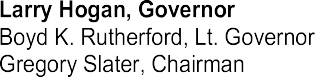 Larry Hogan, Governor
Boyd K. Rutherford, Lt. Governor
Gregory Slater, Chairman